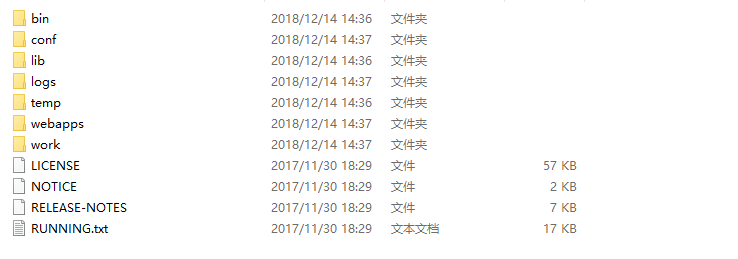 bin 2018/12/14 14:36 文件夹
conf 2018/12/14 14:37 文件夹
lib 2018/12/14 14:36 文件夹
logs 2018/12/14 14:37 文件夹
temp 2018/12/14 14:36 文件夹
webapps 2018/12/14 14:37 文件夹
work 2018/12/14 14:37 文件夹
LICENSE 2017/11/30 18:29 文件 57 KB
NOTICE 2017/11/30 18:29 文件 2 KB
RELEASE-NOTES 2017/11/30 18:29 文件 7 KB
RUNNING.txt 2017/11/30 18:29 文本文档 17 KB